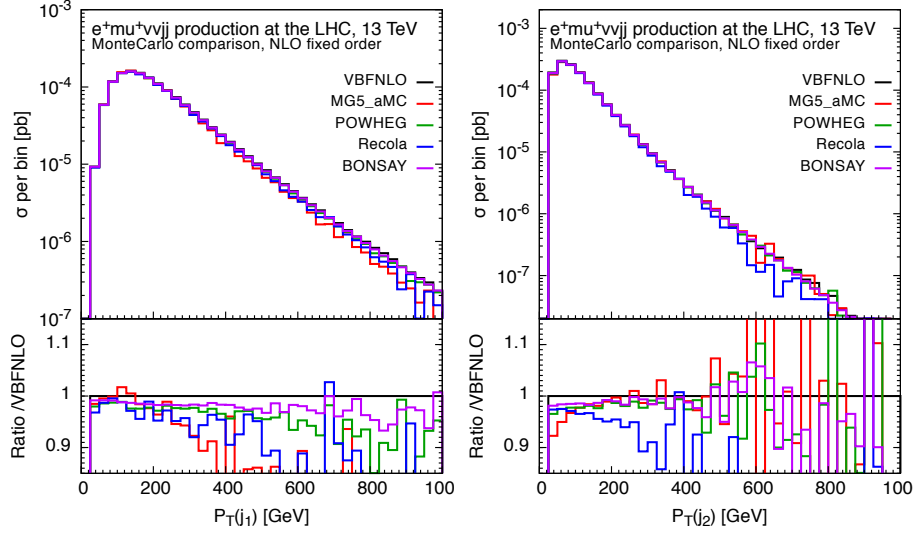 e+mu+vvjj production at the LHC, 13 TeV
MonteCarlo comparison, NLO fixed order
VBFNLO
MG5_aMC
POWHEG
Recola
BONSAY
σ per bin [pb]
10-3
10-4
10-5
10-6
10-7
Ratio /VBFNLO
1.1
1
0.9
0 200 400 600 800 100
PT(j1) [GeV]
e+mu+vvjj production at the LHC, 13 TeV
MonteCarlo comparison, NLO fixed order
VBFNLO
MG5_aMC
POWHEG
Recola
BONSAY
σ per bin [pb]
10-3
10-4
10-5
10-6
10-7
Ratio /VBFNLO
1.1
1
0.9
0 200 400 600 800 100
PT(j2) [GeV]